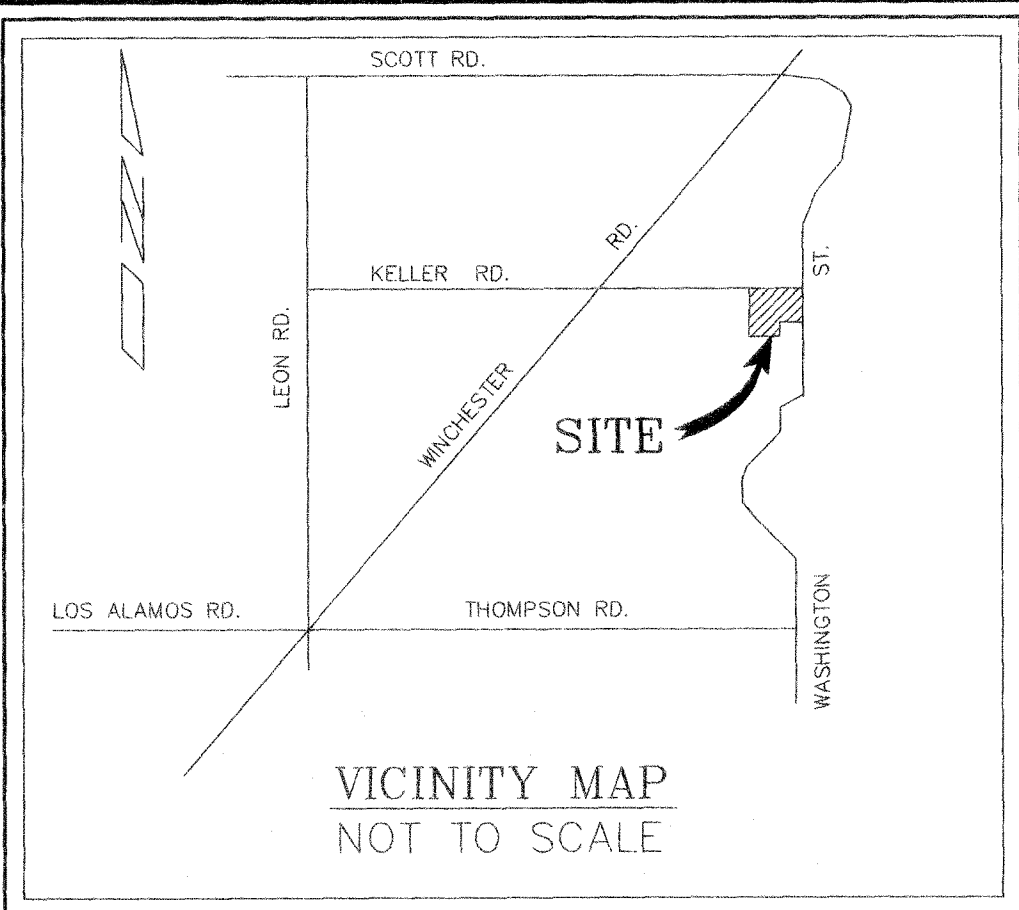 SCOTT RD.
N
RD.
ST.
KELLER RD.
LEON RD.
WINCHESTER
SITE
LOS ALAMOS RD.
THOMPSON RD.
WASHINGTON
VICINITY MAP
NOT TO SCALE